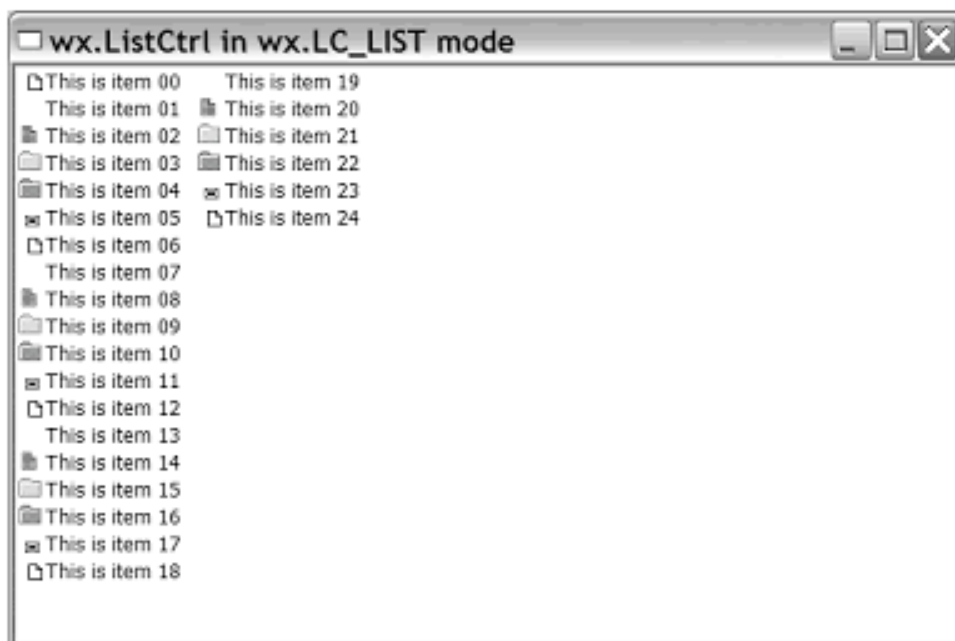 wx.ListCtrl in wx.LC_LIST mode
This is item 00
This is item 01
This is item 02
This is item 03
This is item 04
This is item 05
This is item 06
This is item 07
This is item 08
This is item 09
This is item 10
This is item 11
This is item 12
This is item 13
This is item 14
This is item 15
This is item 16
This is item 17
This is item 18
This is item 19
This is item 20
This is item 21
This is item 22
This is item 23
This is item 24